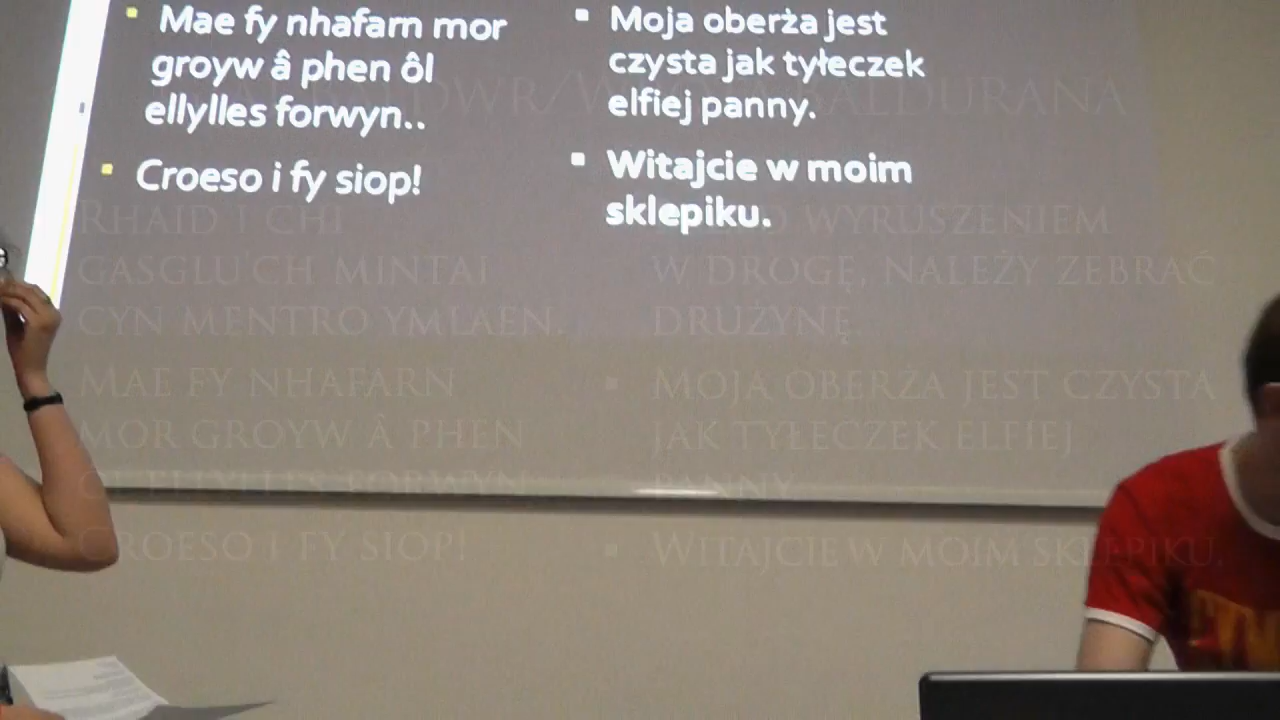 Mae fy nhafarn mor
groyw â phen ôl
ellylles forwyn..
Croeso i fy siop!
Moja oberża jest
czysta jak tyłeczek
elfiej panny.
Witajcie w moim
sklepiku.
RHAID I CHI
GASGLU'CH MINTAI
CYN MENTRO YMLAEN.
MAE FY NHAFARN
MOR GROYW Â PHEN
ÔL ELLYLLES FORWYN
CROESO I FY SIOP!
WYRUSZENIEM
W DROGĘ, NALEŻY ZEBRAĆ
DRUŻYNĘ
MOJA OBERŻA JEST CZYSTA
JAK TYŁECZEK ELFIEJ
PANNY
WITAJCIE W MOIM SKLEPIKU.